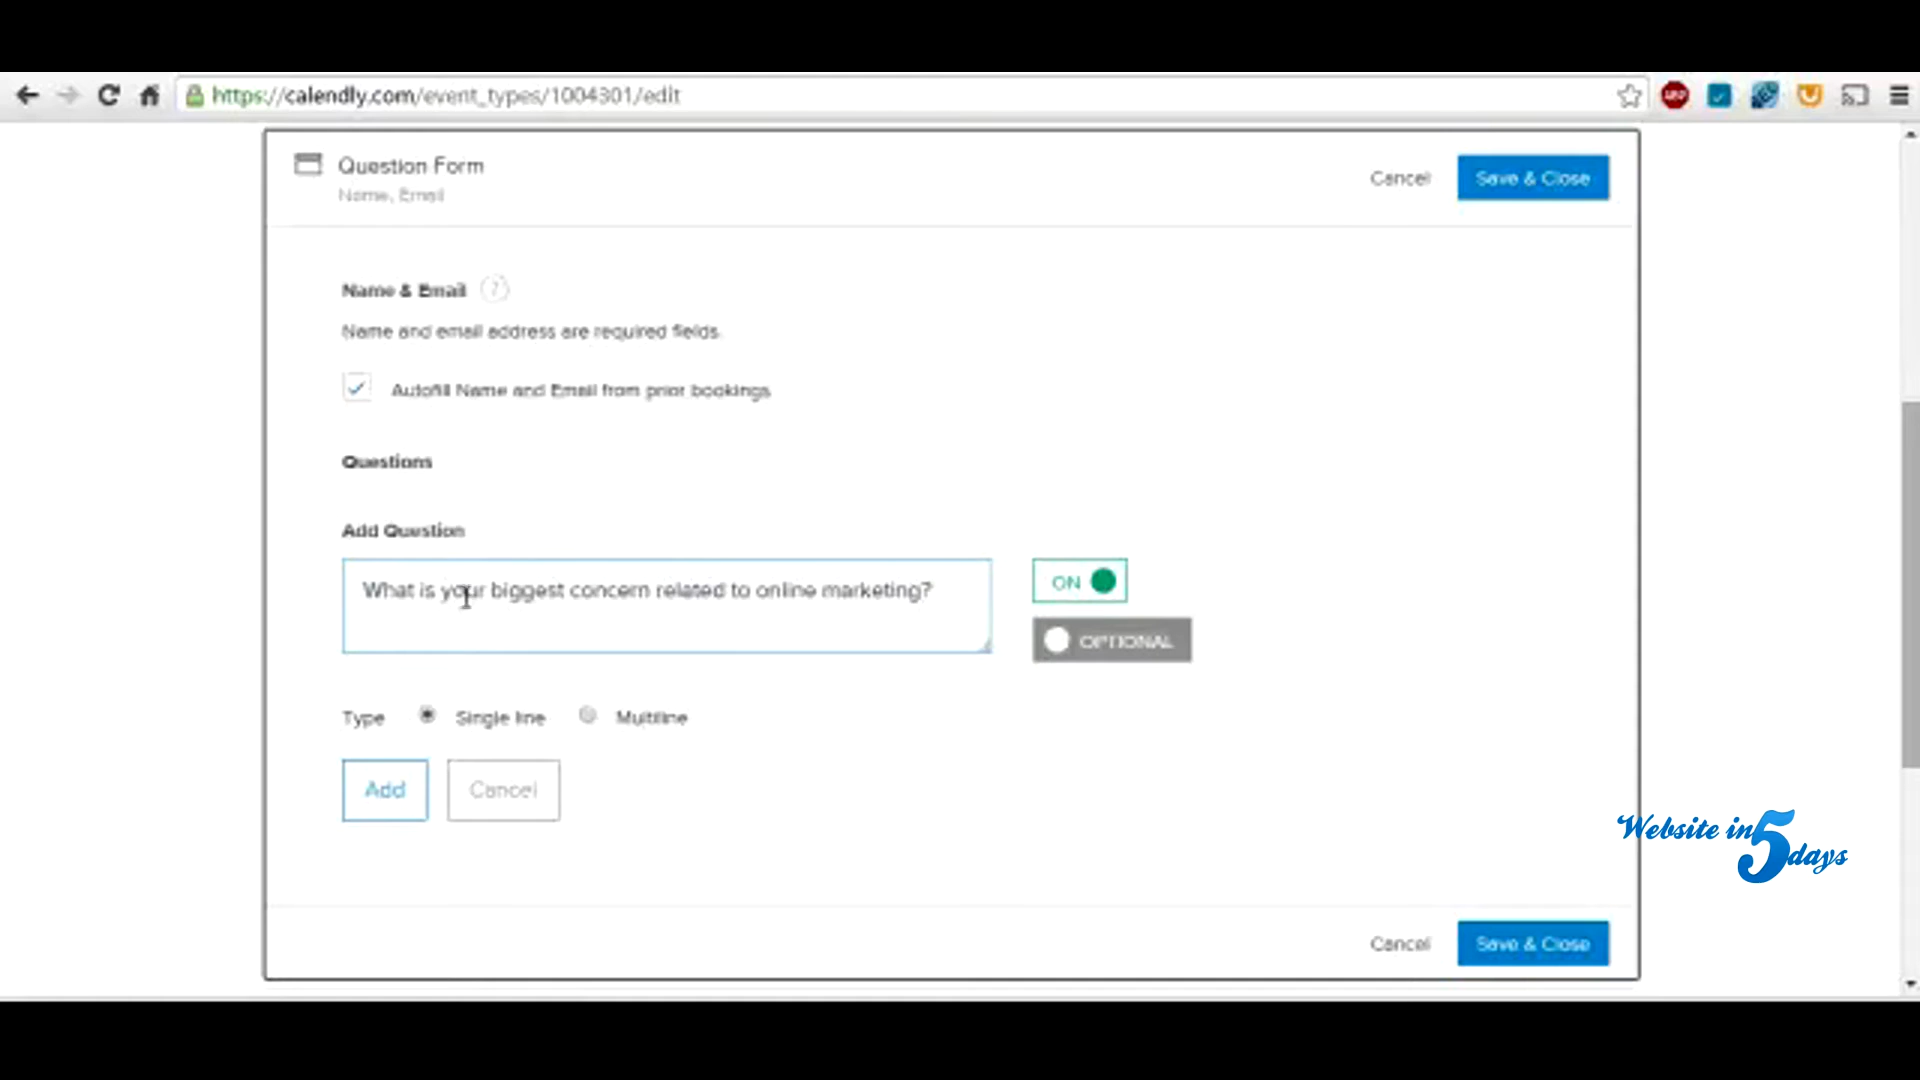 https://calendly.com/event_types/1004301/edit
ABP
Question Form
Name, Email
Cancel
Save & Close
Name & Email ?
Name and email address are required fields.
Autofill Name and Email from prior bookings
Questions
Add Question
What is your biggest concern related to online marketing?
ON
OPTIONAL
Type Single line Multiline
Add Cancel
Website in 5 days
Cancel Save & Close